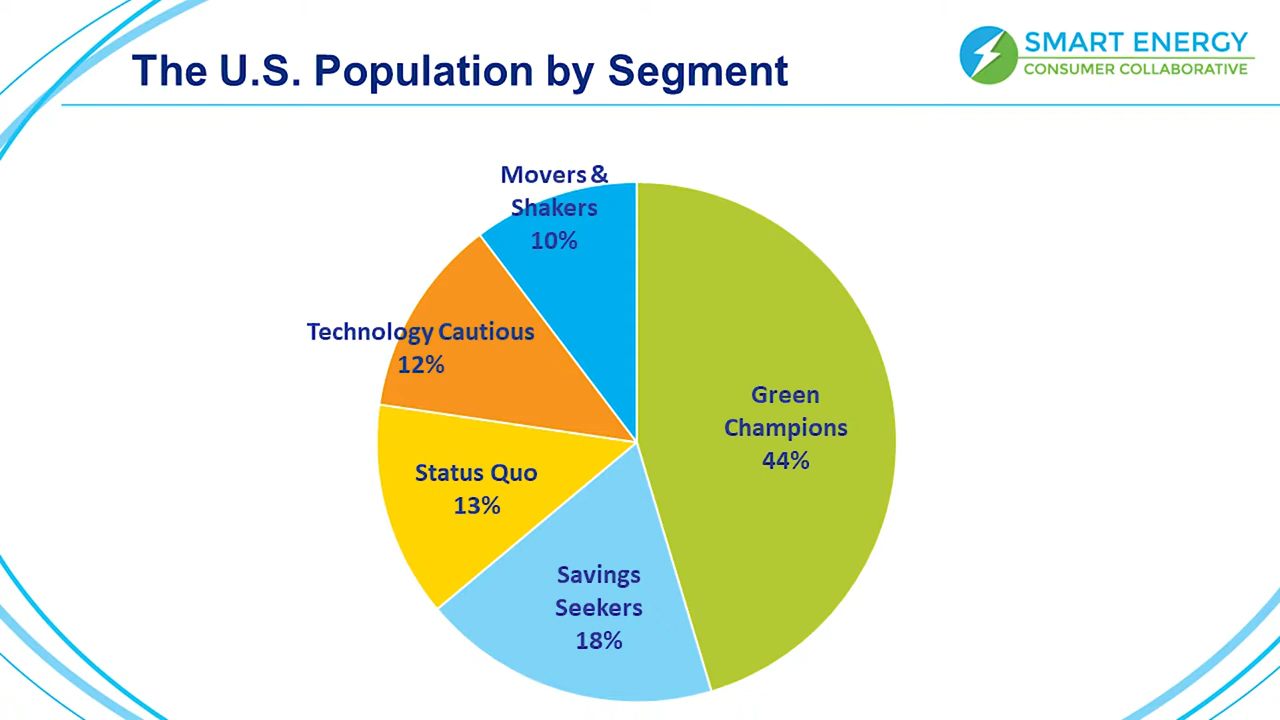 The U.S. Population by Segment
SMART ENERGY
CONSUMER COLLABORATIVE
Movers &
Shakers
10%
Technology Cautious
12%
Green
Champions
44%
Status Quo
13%
Savings
Seekers
18%